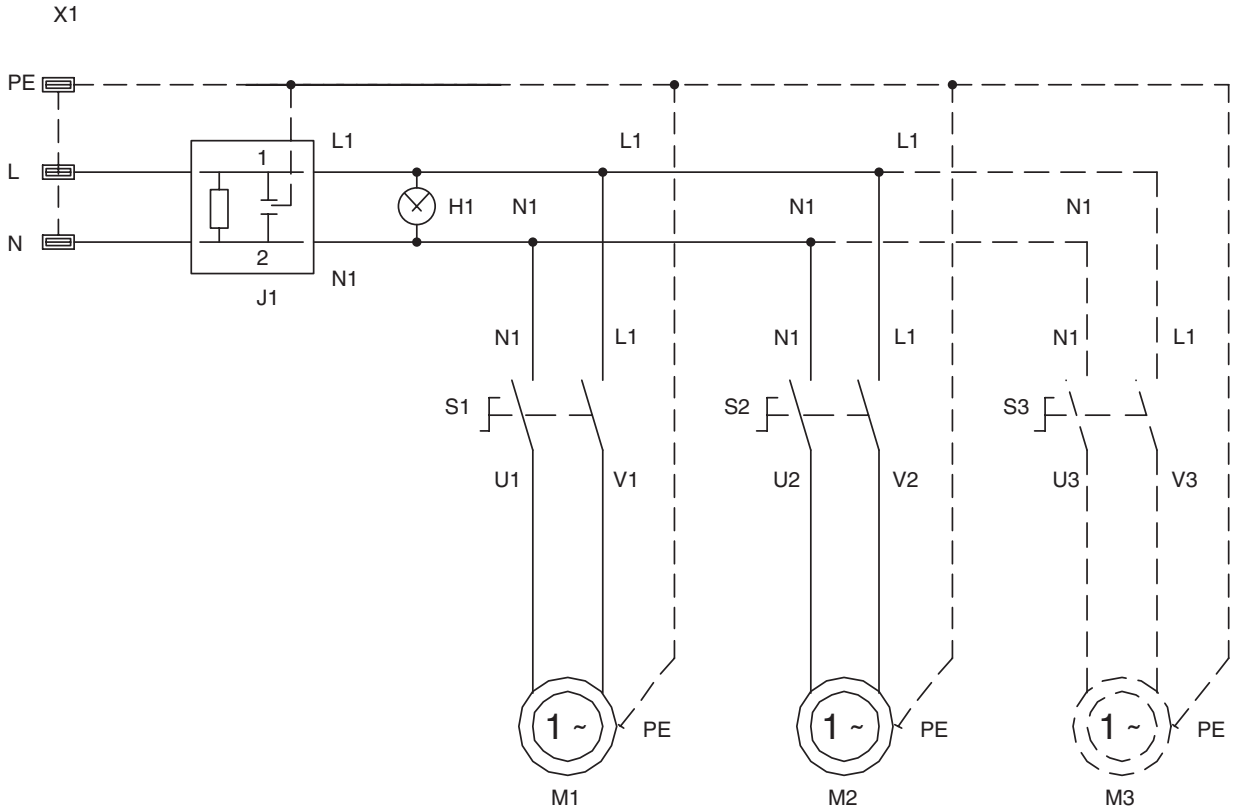 X1
PE
L1 L1 L1
L 1
H1 N1 N1 N1
N
2
N1
J1
N1 L1 N1 L1 N1 L1
S1 S2 S3
U1 V1 U2 V2 U3 V3
1 ~ PE 1 ~ PE 1 ~ PE
M1 M2 M3